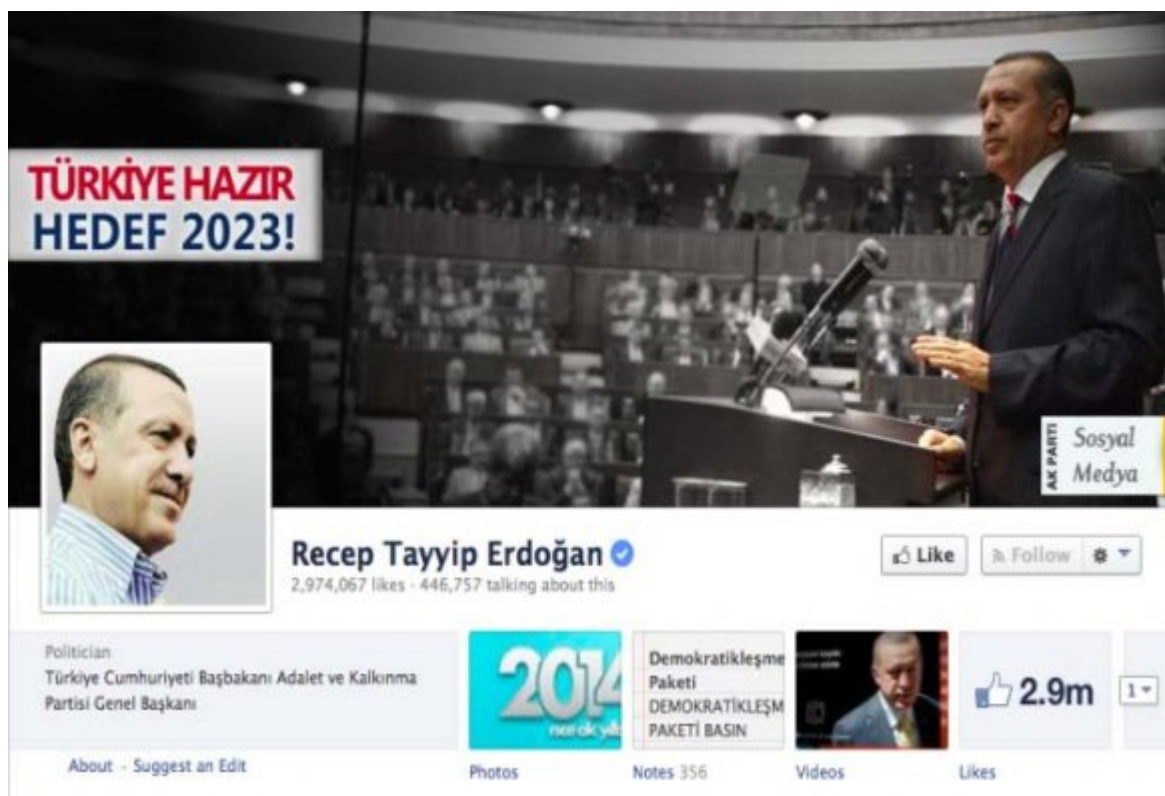 TÜRKİYE HAZIR
HEDEF 2023!
AK PARTI
Sosyal
Medya
Recep Tayyip Erdoğan
2,974,067 likes · 446,757 talking about this
Like
Follow
Politician
Türkiye Cumhuriyeti Başbakanı Adalet ve Kalkınma
Partisi Genel Başkanı
About · Suggest an Edit
2014
Photos
Demokratikleşme
Paketi
DEMOKRATİKLEŞM
PAKETİ BASIN
Notes 356
Videos
2.9m
Likes
1